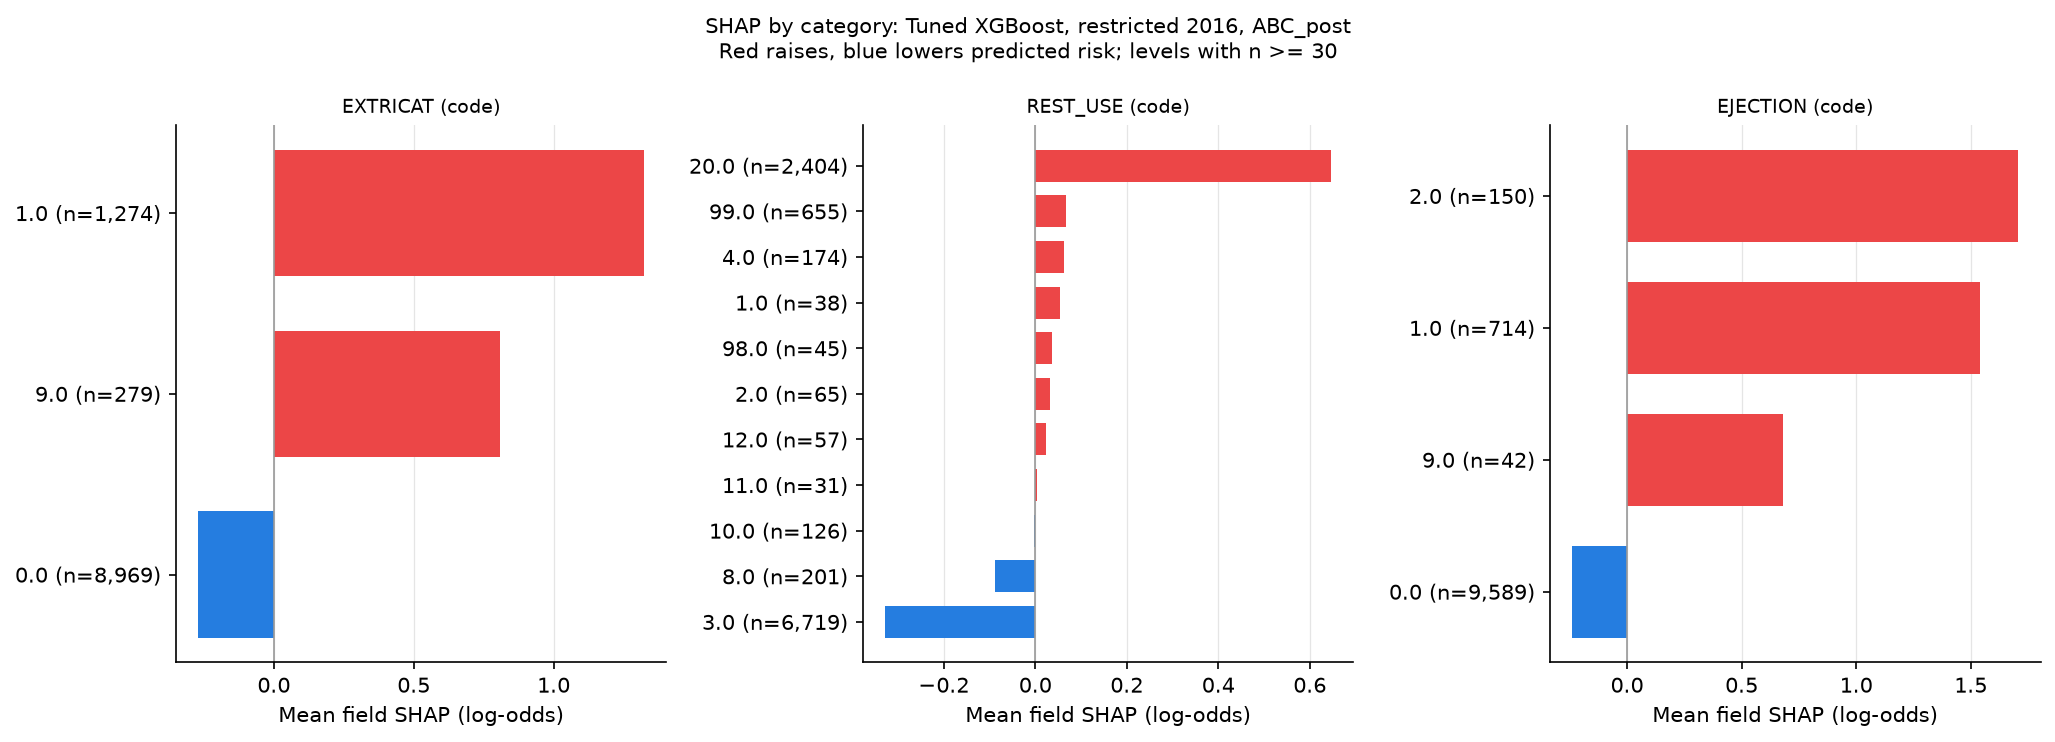 SHAP by category: Tuned XGBoost, restricted 2016, ABC_post
Red raises, blue lowers predicted risk; levels with n >= 30
EXTRICAT (code)
1.0 (n=1,274)
9.0 (n=279)
0.0 (n=8,969)
0.0 0.5 1.0
Mean field SHAP (log-odds)
REST_USE (code)
20.0 (n=2,404)
99.0 (n=655)
4.0 (n=174)
1.0 (n=38)
98.0 (n=45)
2.0 (n=65)
12.0 (n=57)
11.0 (n=31)
10.0 (n=126)
8.0 (n=201)
3.0 (n=6,719)
−0.2 0.0 0.2 0.4 0.6
Mean field SHAP (log-odds)
EJECTION (code)
2.0 (n=150)
1.0 (n=714)
9.0 (n=42)
0.0 (n=9,589)
0.0 0.5 1.0 1.5
Mean field SHAP (log-odds)